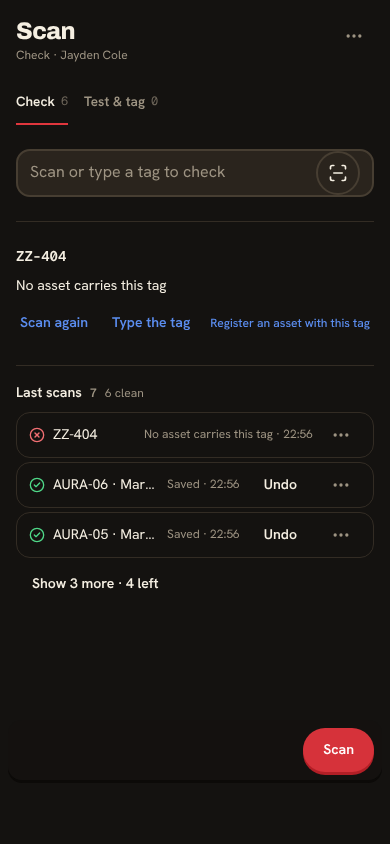 Scan
Check · Jayden Cole
Check 6 Test & tag 0
Scan or type a tag to check
ZZ-404
No asset carries this tag
Scan again Type the tag Register an asset with this tag
Last scans 7 6 clean
ZZ-404 No asset carries this tag · 22:56
AURA-06 · Mar... Saved · 22:56 Undo
AURA-05 · Mar... Saved · 22:56 Undo
Show 3 more · 4 left
Scan